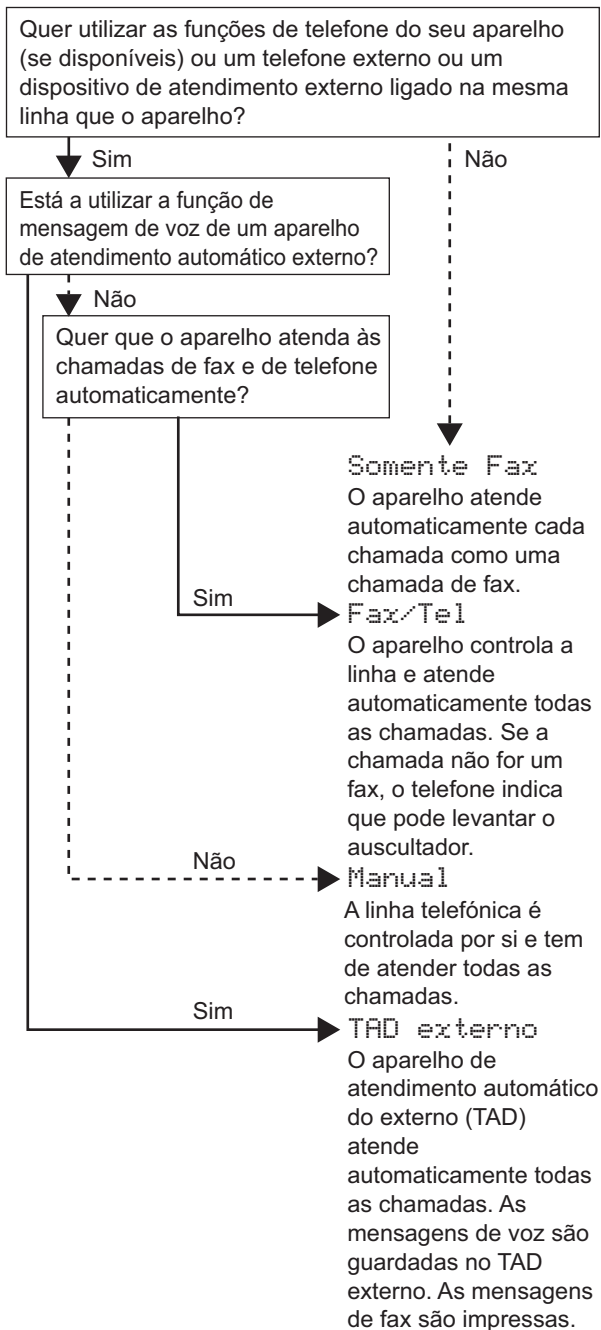 Quer utilizar as funções de telefone do seu aparelho
(se disponíveis) ou um telefone externo ou um
dispositivo de atendimento externo ligado na mesma
linha que o aparelho?
Sim
Não
Está a utilizar a função de
mensagem de voz de um aparelho
de atendimento automático externo?
Não
Quer que o aparelho atenda às
chamadas de fax e de telefone
automaticamente?
Somente Fax
O aparelho atende
automaticamente cada
chamada como uma
chamada de fax.
Sim
Fax/Tel
O aparelho controla a
linha e atende
automaticamente todas
as chamadas. Se a
chamada não for um
fax, o telefone indica
que pode levantar o
auscultador.
Não
Manual
A linha telefónica é
controlada por si e tem
de atender todas as
chamadas.
Sim
TAD externo
O aparelho de
atendimento automático
do externo (TAD)
atende
automaticamente todas
as chamadas. As
mensagens de voz são
guardadas no TAD
externo. As mensagens
de fax são impressas.